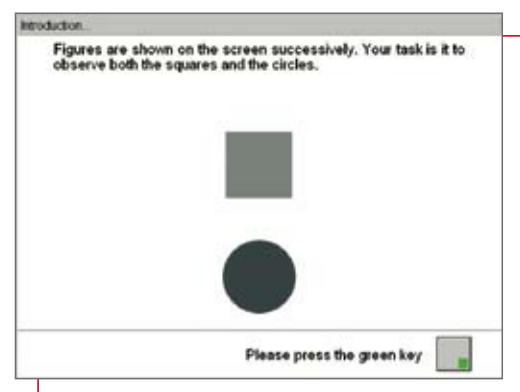 Introduction...
Figures are shown on the screen successively. Your task is it to
observe both the squares and the circles.
Please press the green key